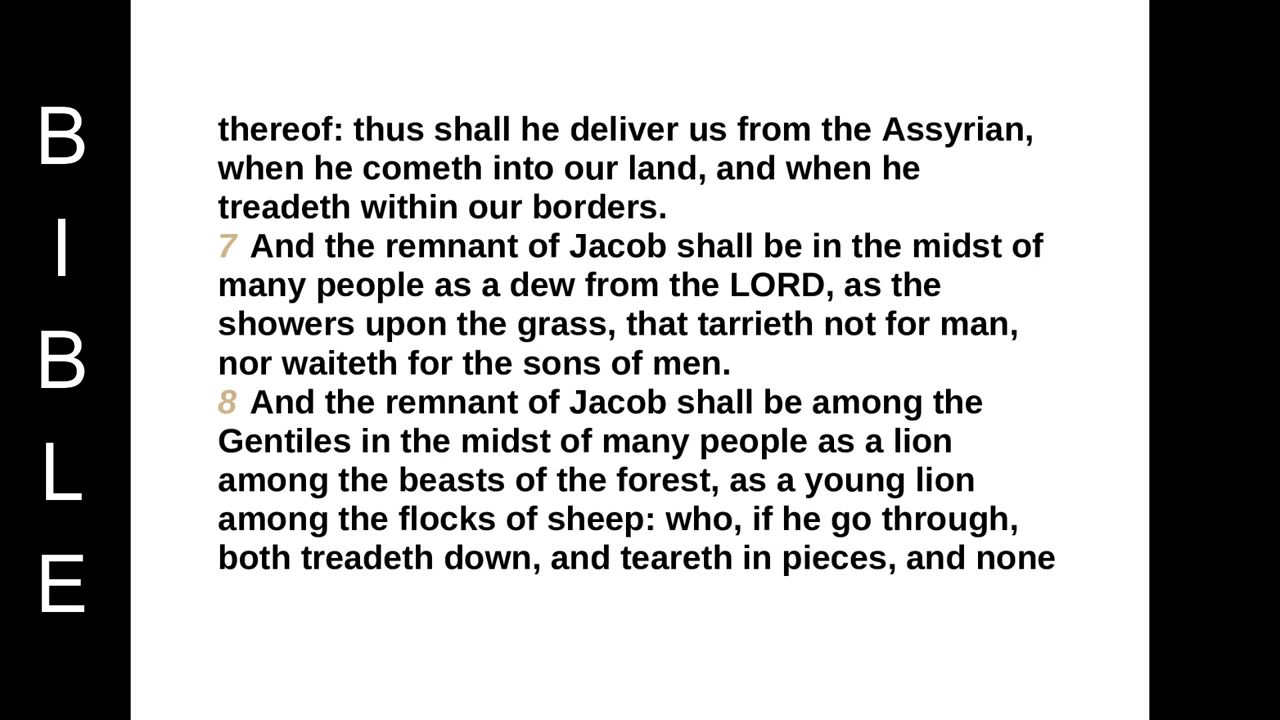 B
I
B
L
E
thereof: thus shall he deliver us from the Assyrian,
when he cometh into our land, and when he
treadeth within our borders.
7 And the remnant of Jacob shall be in the midst of
many people as a dew from the LORD, as the
showers upon the grass, that tarrieth not for man,
nor waiteth for the sons of men.
8 And the remnant of Jacob shall be among the
Gentiles in the midst of many people as a lion
among the beasts of the forest, as a young lion
among the flocks of sheep: who, if he go through,
both treadeth down, and teareth in pieces, and none